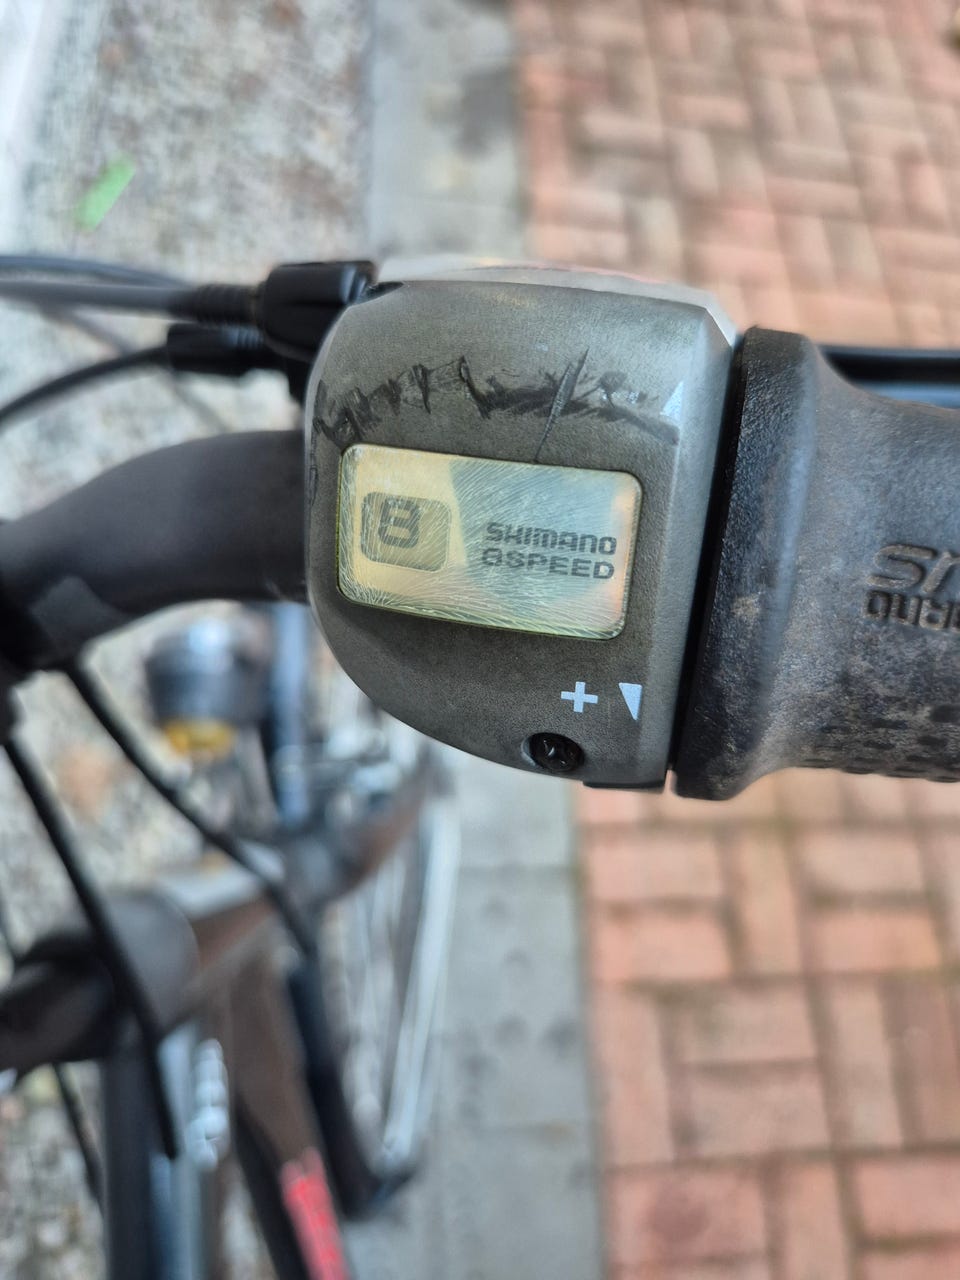 8
SHIMANO
8SPEED
+